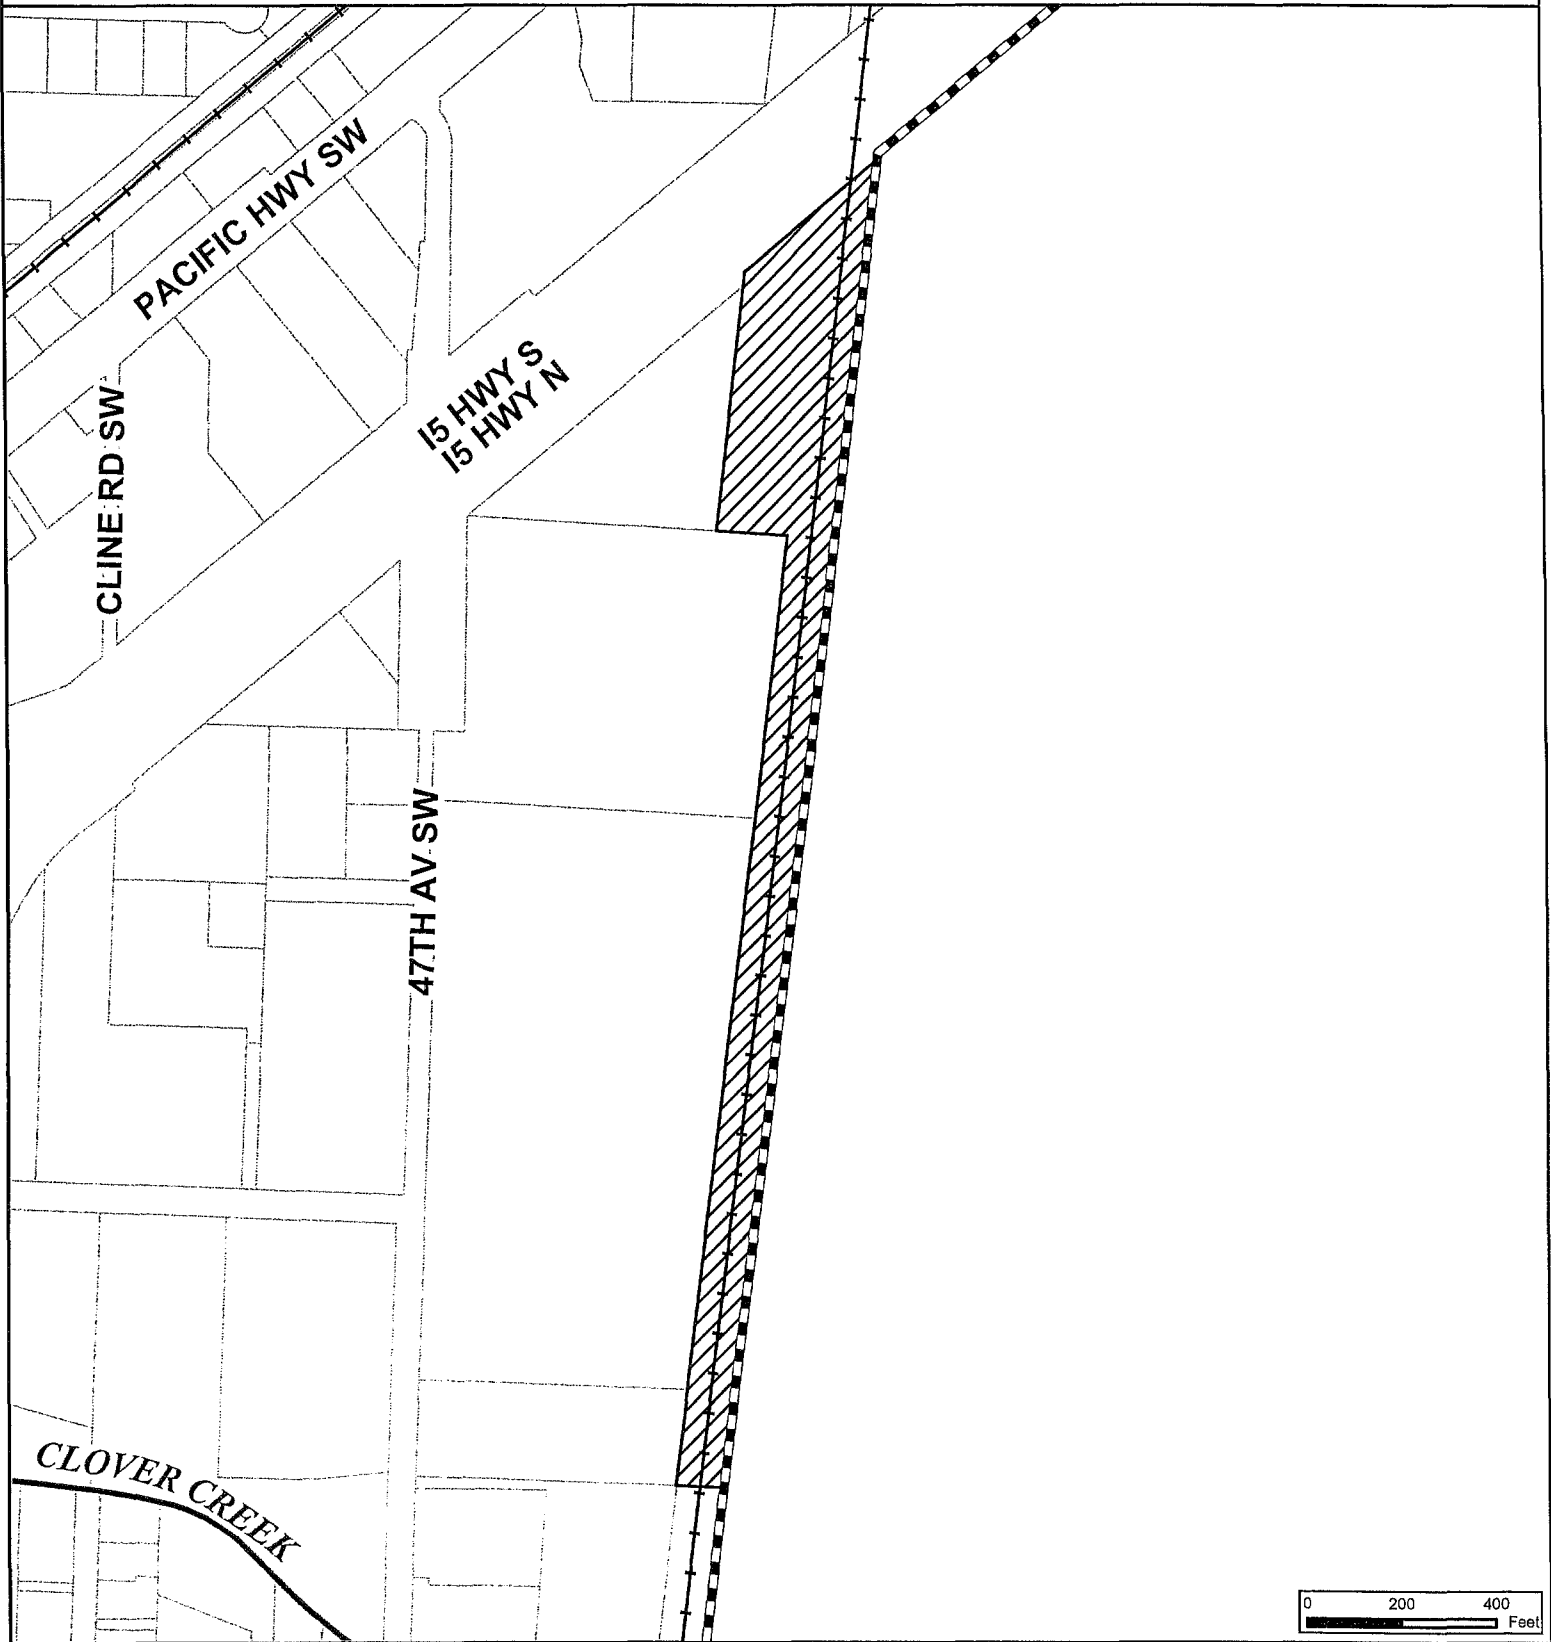 PACIFIC HWY SW
I5 HWY S
I5 HWY N
CLINE RD SW
47TH AV SW
CLOVER CREEK
0 200 400
Feet